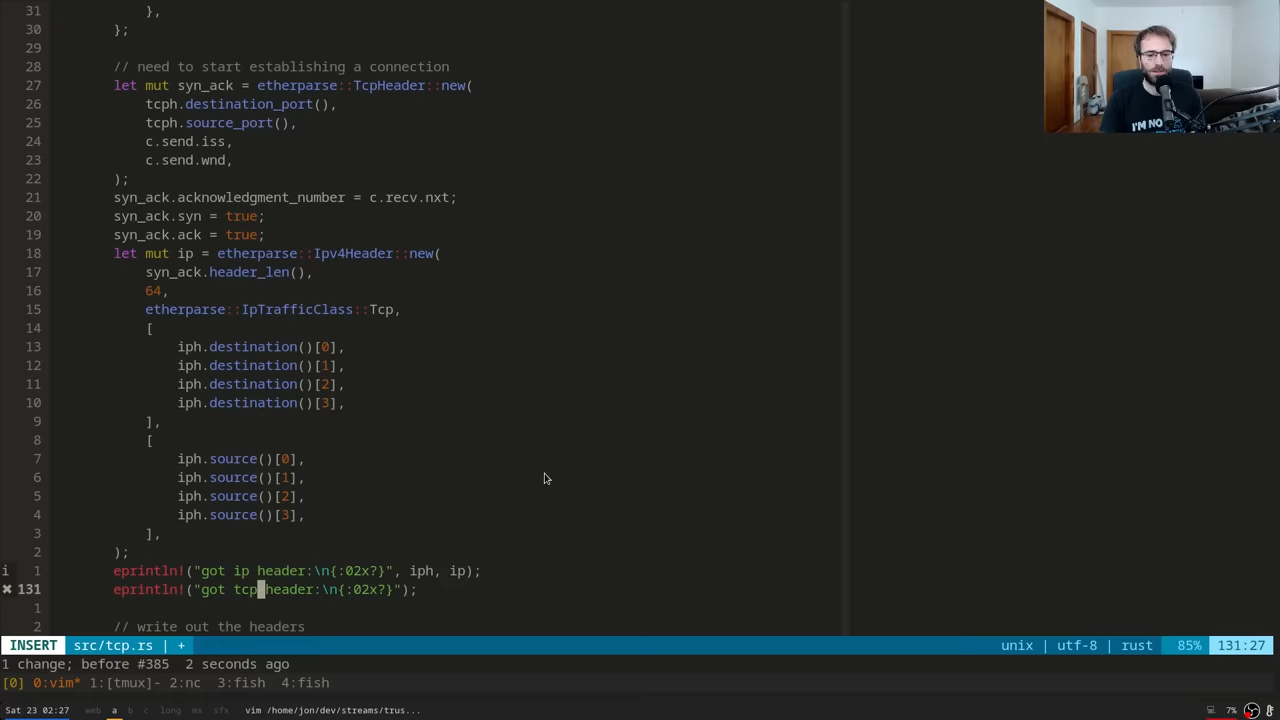 31             },
30         };
29
28         // need to start establishing a connection
27         let mut syn_ack = etherparse::TcpHeader::new(
26             tcph.destination_port(),
25             tcph.source_port(),
24             c.send.iss,
23             c.send.wnd,
22         );
21         syn_ack.acknowledgment_number = c.recv.nxt;
20         syn_ack.syn = true;
19         syn_ack.ack = true;
18         let mut ip = etherparse::Ipv4Header::new(
17             syn_ack.header_len(),
16             64,
15             etherparse::IpTrafficClass::Tcp,
14             [
13                 iph.destination()[0],
12                 iph.destination()[1],
11                 iph.destination()[2],
10                 iph.destination()[3],
9             ],
8             [
7                 iph.source()[0],
6                 iph.source()[1],
5                 iph.source()[2],
4                 iph.source()[3],
3             ],
2         );
i 1         eprintln!("got ip header:\n{:02x?}", iph, ip);
✖ 131         eprintln!("got tcp header:\n{:02x?}");
1
2         // write out the headers
INSERT src/tcp.rs | + unix | utf-8 | rust 85% 131:27
1 change; before #385  2 seconds ago
[0] 0:vim* 1:[tmux]- 2:nc  3:fish  4:fish
Sat 23 02:27 web a b c long mx sfx vim /home/jon/dev/streams/trus... 7%
I'M NO